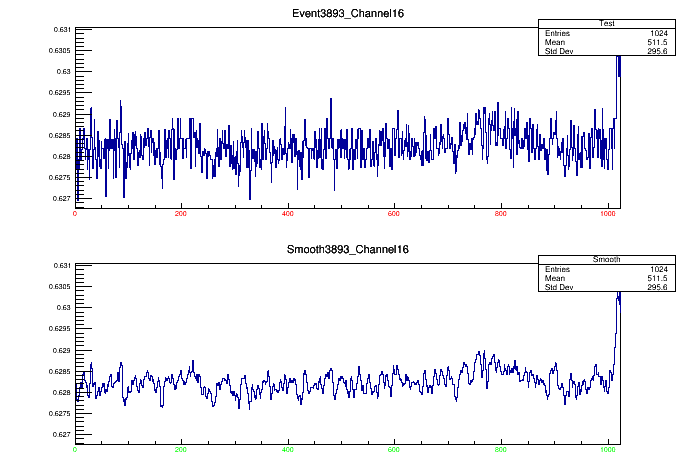 Event3893_Channel16
Test
Entries 1024
Mean 511.5
Std Dev 295.6
0.631
0.6305
0.63
0.6295
0.629
0.6285
0.628
0.6275
0.627
0 200 400 600 800 1000
Smooth3893_Channel16
Smooth
Entries 1024
Mean 511.5
Std Dev 295.6
0.631
0.6305
0.63
0.6295
0.629
0.6285
0.628
0.6275
0.627
0 200 400 600 800 1000